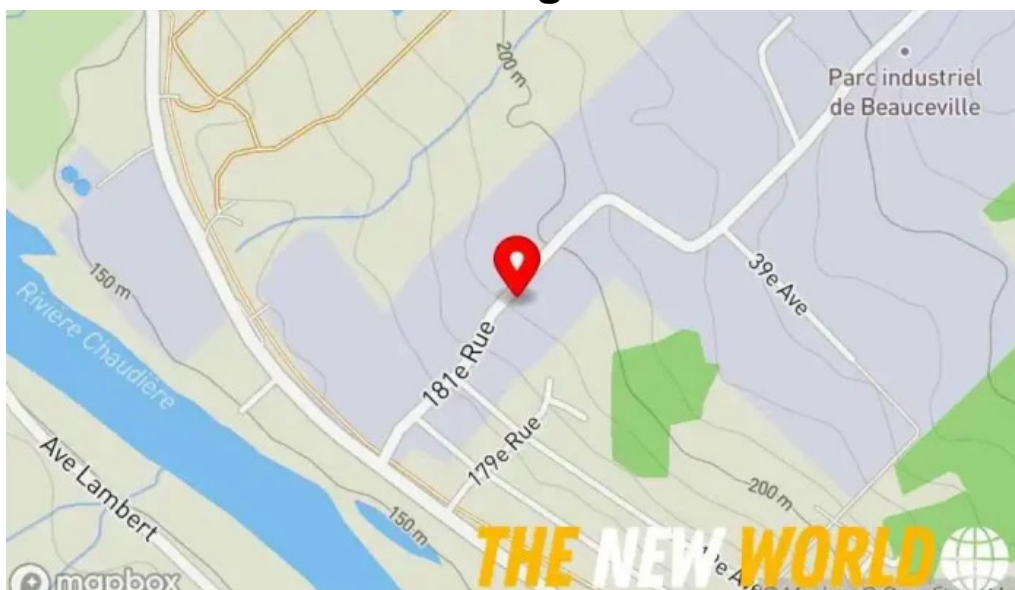 200 m
Parc industriel
de Beauceville
150 m
Rivière Chaudière
39e Ave
181e Rue
179e Rue
Ave Lambert
200 m
150 m
THE NEW WORLD
mapbox